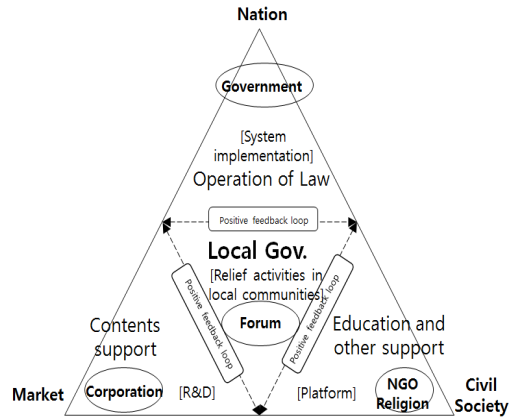 Nation
Government
[System
implementation]
Operation of Law
Positive feedback loop
Local Gov.
[Relief activities in
local communities]
Positive feedback loop
Positive feedback loop
Forum
Contents
support
Education and
other support
Market
Corporation
[R&D]
[Platform]
NGO
Religion
Civil
Society